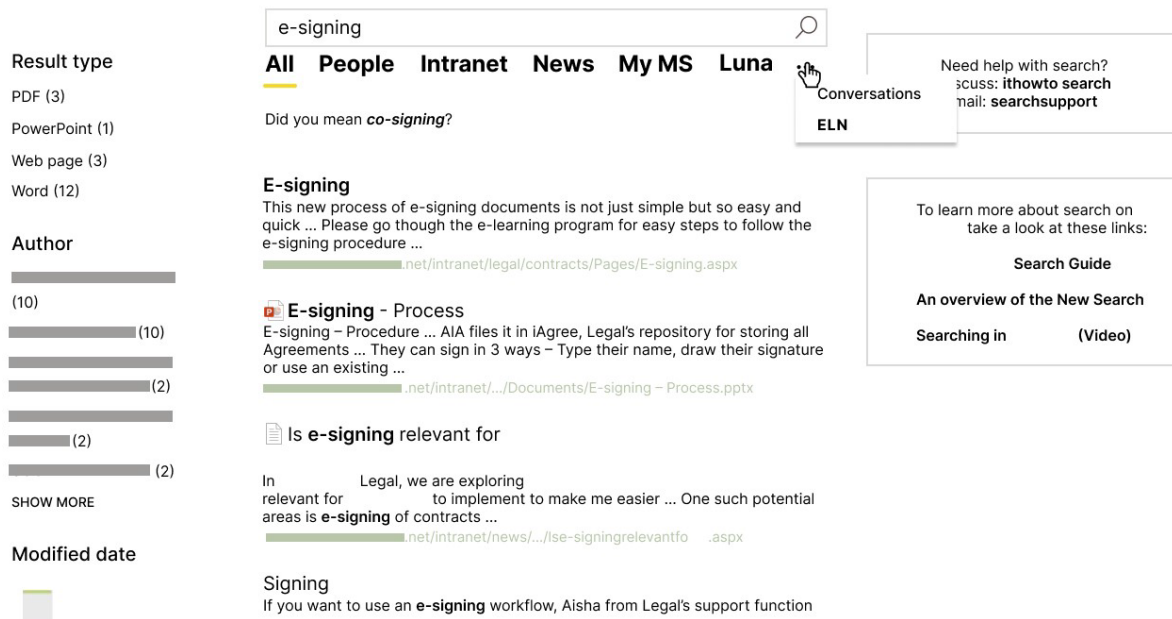 e-signing
All People Intranet News My MS Luna
Conversations
ELN
Did you mean co-signing?
Result type
PDF (3)
PowerPoint (1)
Web page (3)
Word (12)
Author
(10)
(10)
(2)
(2)
(2)
SHOW MORE
Modified date
E-signing
This new process of e-signing documents is not just simple but so easy and
quick ... Please go though the e-learning program for easy steps to follow the
e-signing procedure ...
.net/intranet/legal/contracts/Pages/E-signing.aspx
E-signing - Process
E-signing – Procedure ... AIA files it in iAgree, Legal's repository for storing all
Agreements ... They can sign in 3 ways – Type their name, draw their signature
or use an existing ...
.net/intranet/.../Documents/E-signing – Process.pptx
Is e-signing relevant for
In Legal, we are exploring
relevant for to implement to make me easier ... One such potential
areas is e-signing of contracts ...
.net/intranet/news/.../Ise-signingrelevantfo .aspx
Signing
If you want to use an e-signing workflow, Aisha from Legal's support function
Need help with search?
scuss: ithowto search
mail: searchsupport
To learn more about search on
take a look at these links:
Search Guide
An overview of the New Search
Searching in (Video)